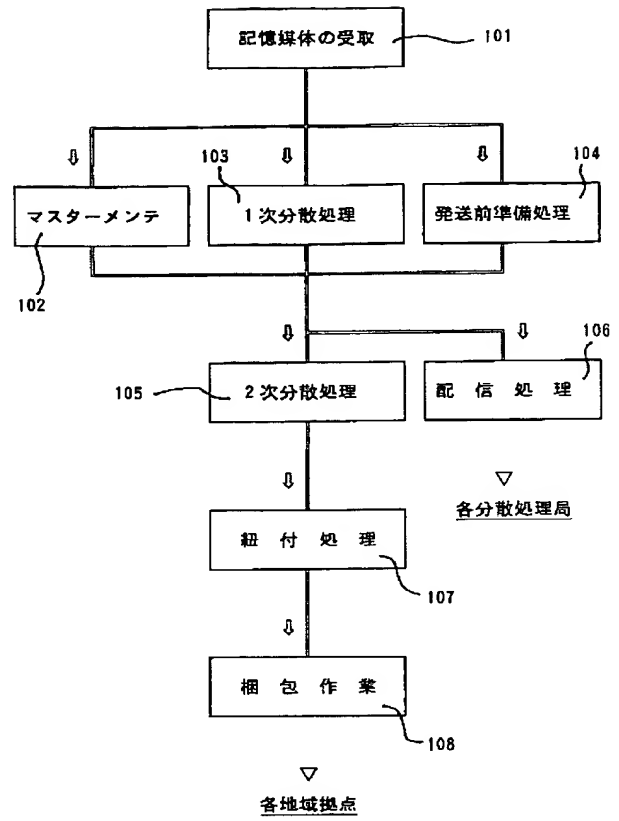 記憶媒体の受取
101
103
104
マスターメンテ
1次分散処理
発送前準備処理
102
106
105
2次分散処理
配信処理
各分散処理局
紐付処理
107
梱包作業
108
各地域拠点